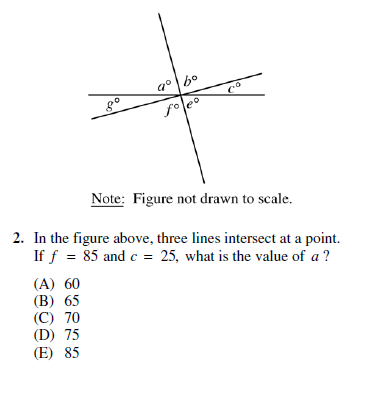 a° b°
c°
g°
f° e°
Note: Figure not drawn to scale.
2. In the figure above, three lines intersect at a point.
If f = 85 and c = 25, what is the value of a ?
(A) 60
(B) 65
(C) 70
(D) 75
(E) 85